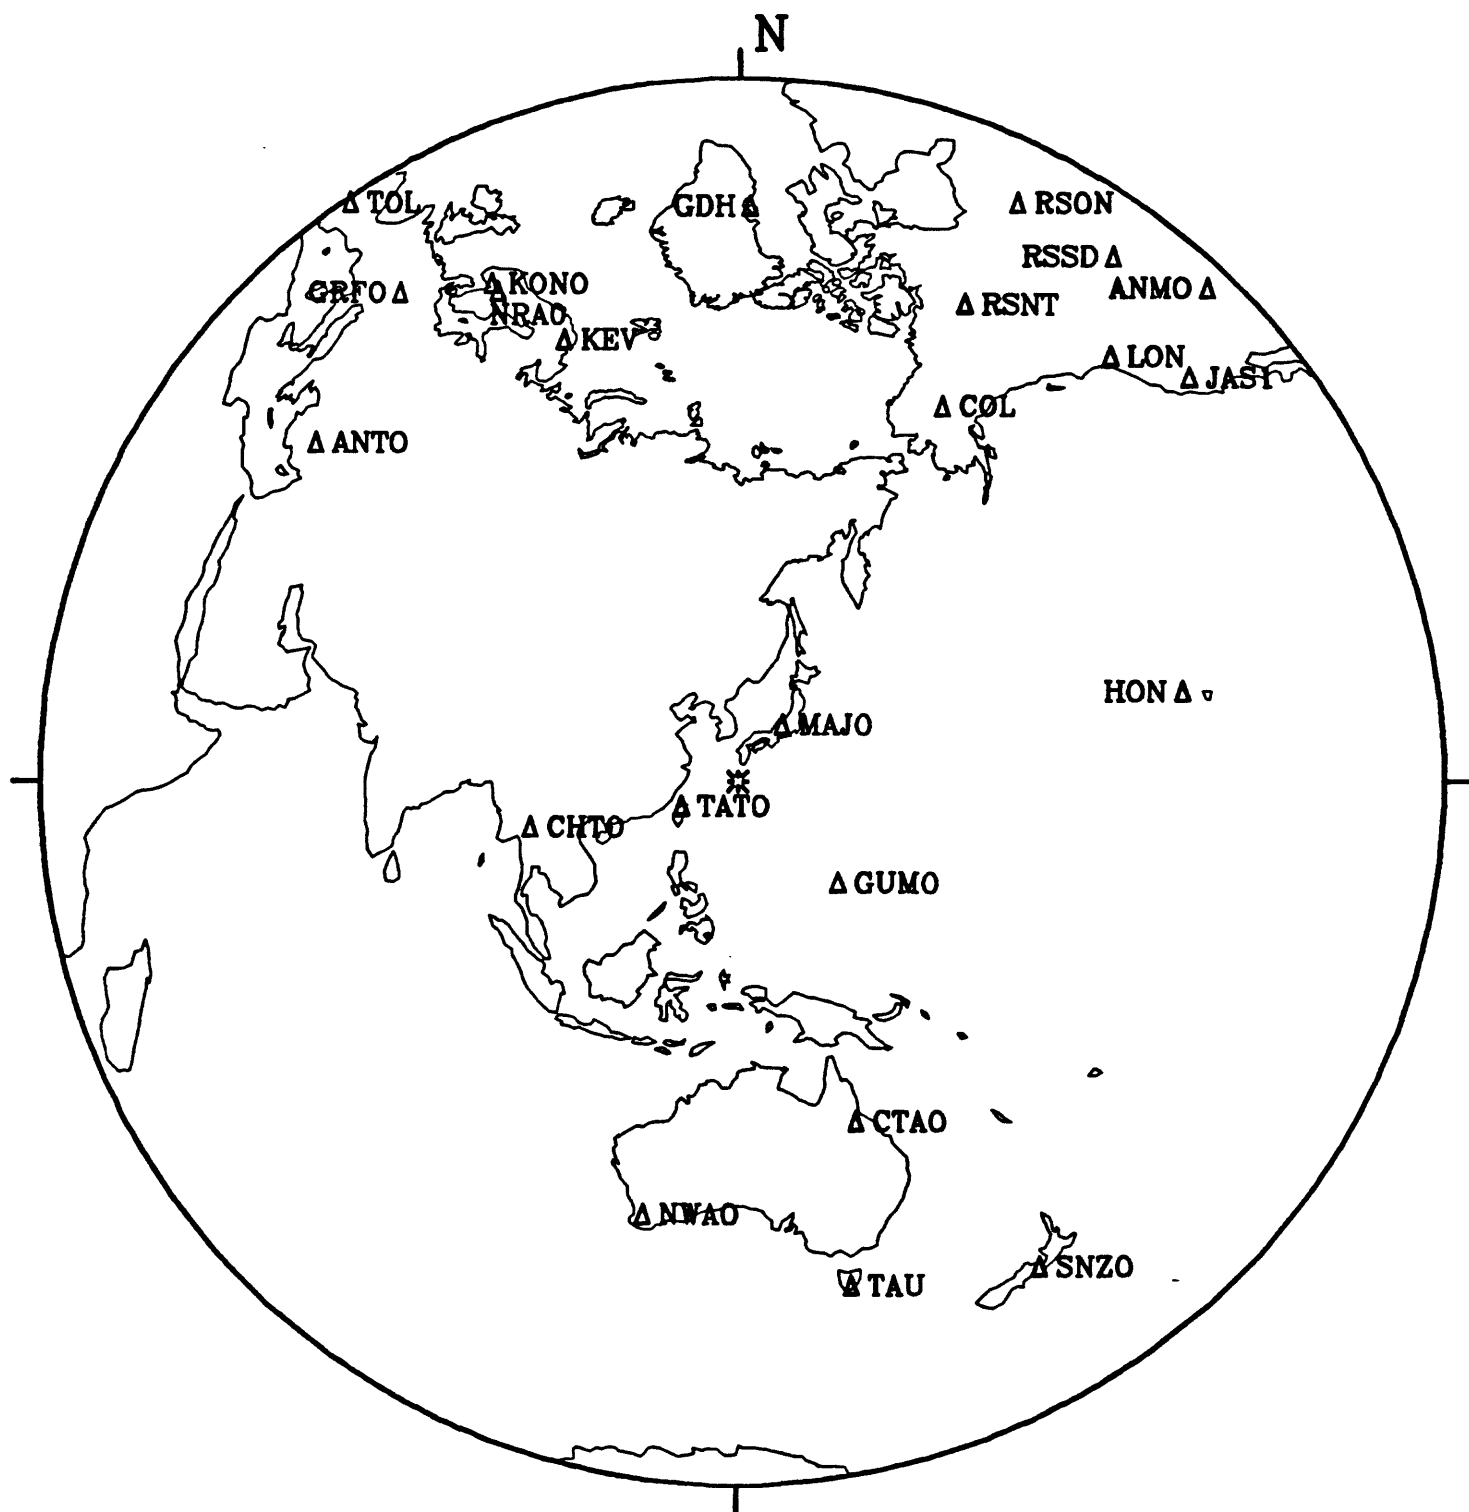 N
TOL
GDH
RSON
RSSD
GRFO
KONO
ANMO
RSNT
NRAO
KEV
LON
JAST
COL
ANTO
HON
MAJO
TATO
CHTO
GUMO
CTAO
NWAO
SNZO
TAU